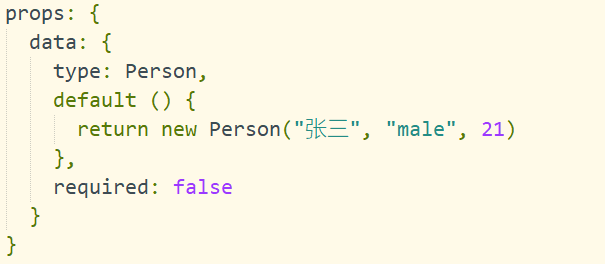 props: {
  data: {
    type: Person,
    default () {
      return new Person("张三", "male", 21)
    },
    required: false
  }
}